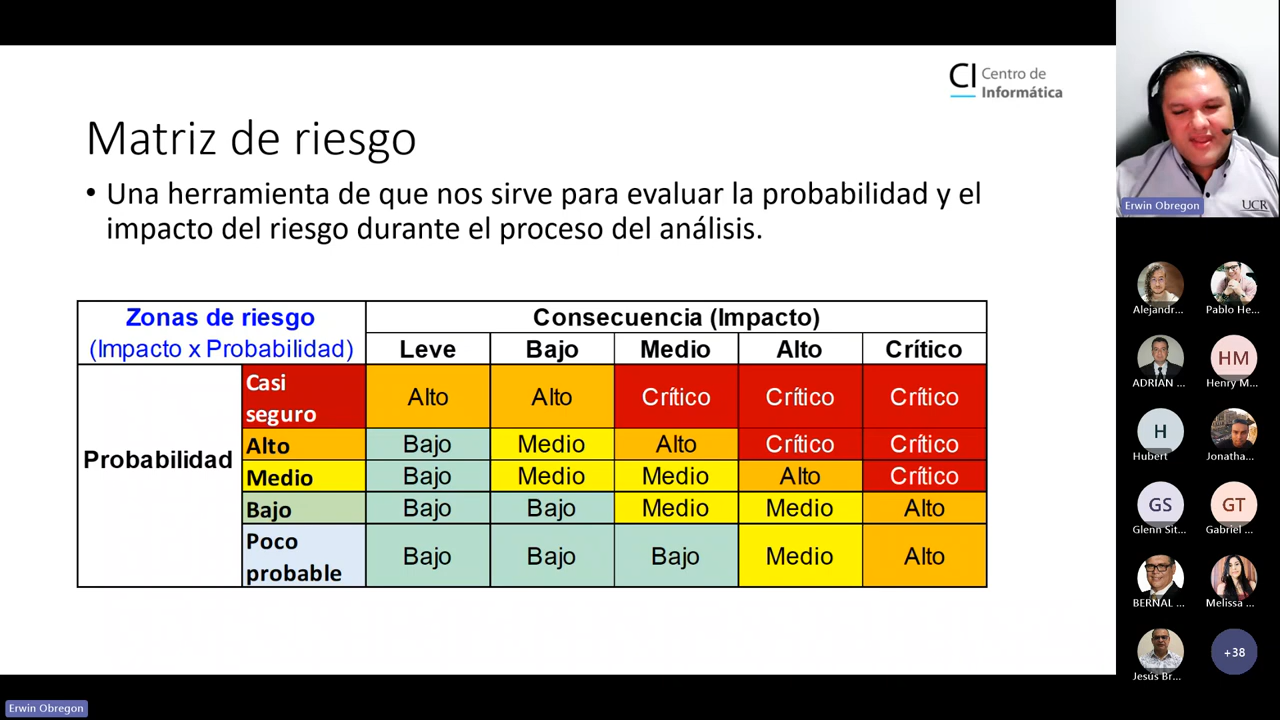 CI Centro de
Informática
Matriz de riesgo
• Una herramienta de que nos sirve para evaluar la probabilidad y el
impacto del riesgo durante el proceso del análisis.
Zonas de riesgo
(Impacto x Probabilidad)
Consecuencia (Impacto)
Leve Bajo Medio Alto Crítico
Probabilidad
Casi
seguro
Alto Alto Crítico Crítico Crítico
Alto Bajo Medio Alto Crítico Crítico
Medio Bajo Medio Medio Alto Crítico
Bajo Bajo Bajo Medio Medio Alto
Poco
probable
Bajo Bajo Bajo Medio Alto
Erwin Obregon
UCR
Alejandr... Pablo He...
HM
ADRÍAN ... Henry M...
H
Hubert Jonatha...
GS GT
Glenn Sit... Gabriel ...
BERNAL ... Melissa ...
+38
Jesús Br...
Erwin Obregon